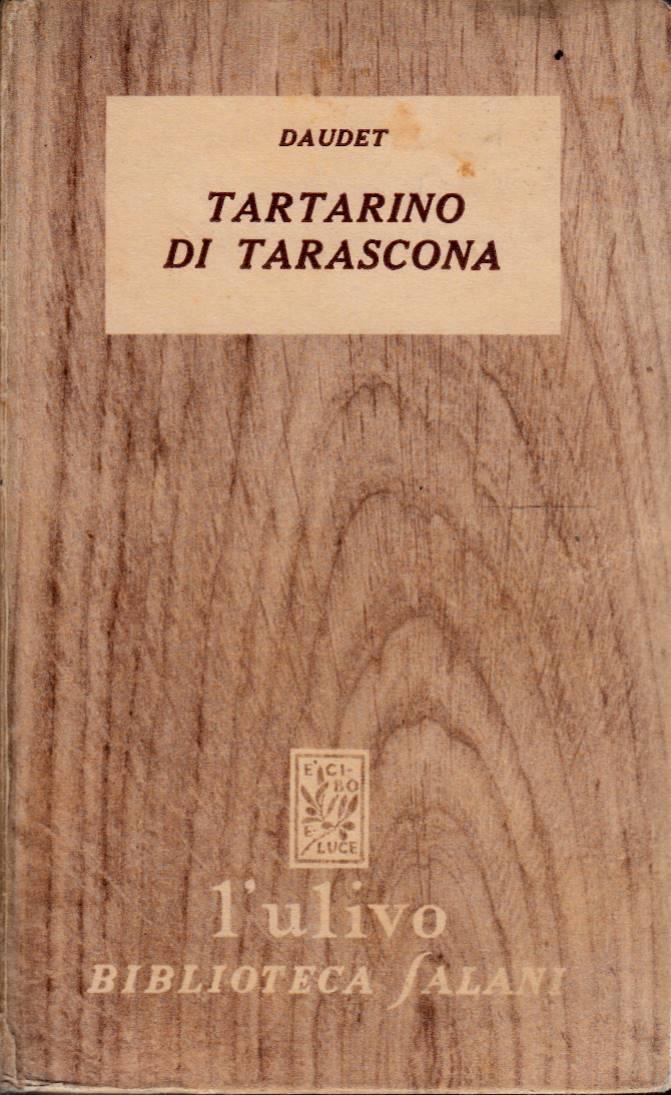 DAUDET
TARTARINO
DI TARASCONA
E' CI-
BO
E
LUCE
l'ulivo
BIBLIOTECA SALANI